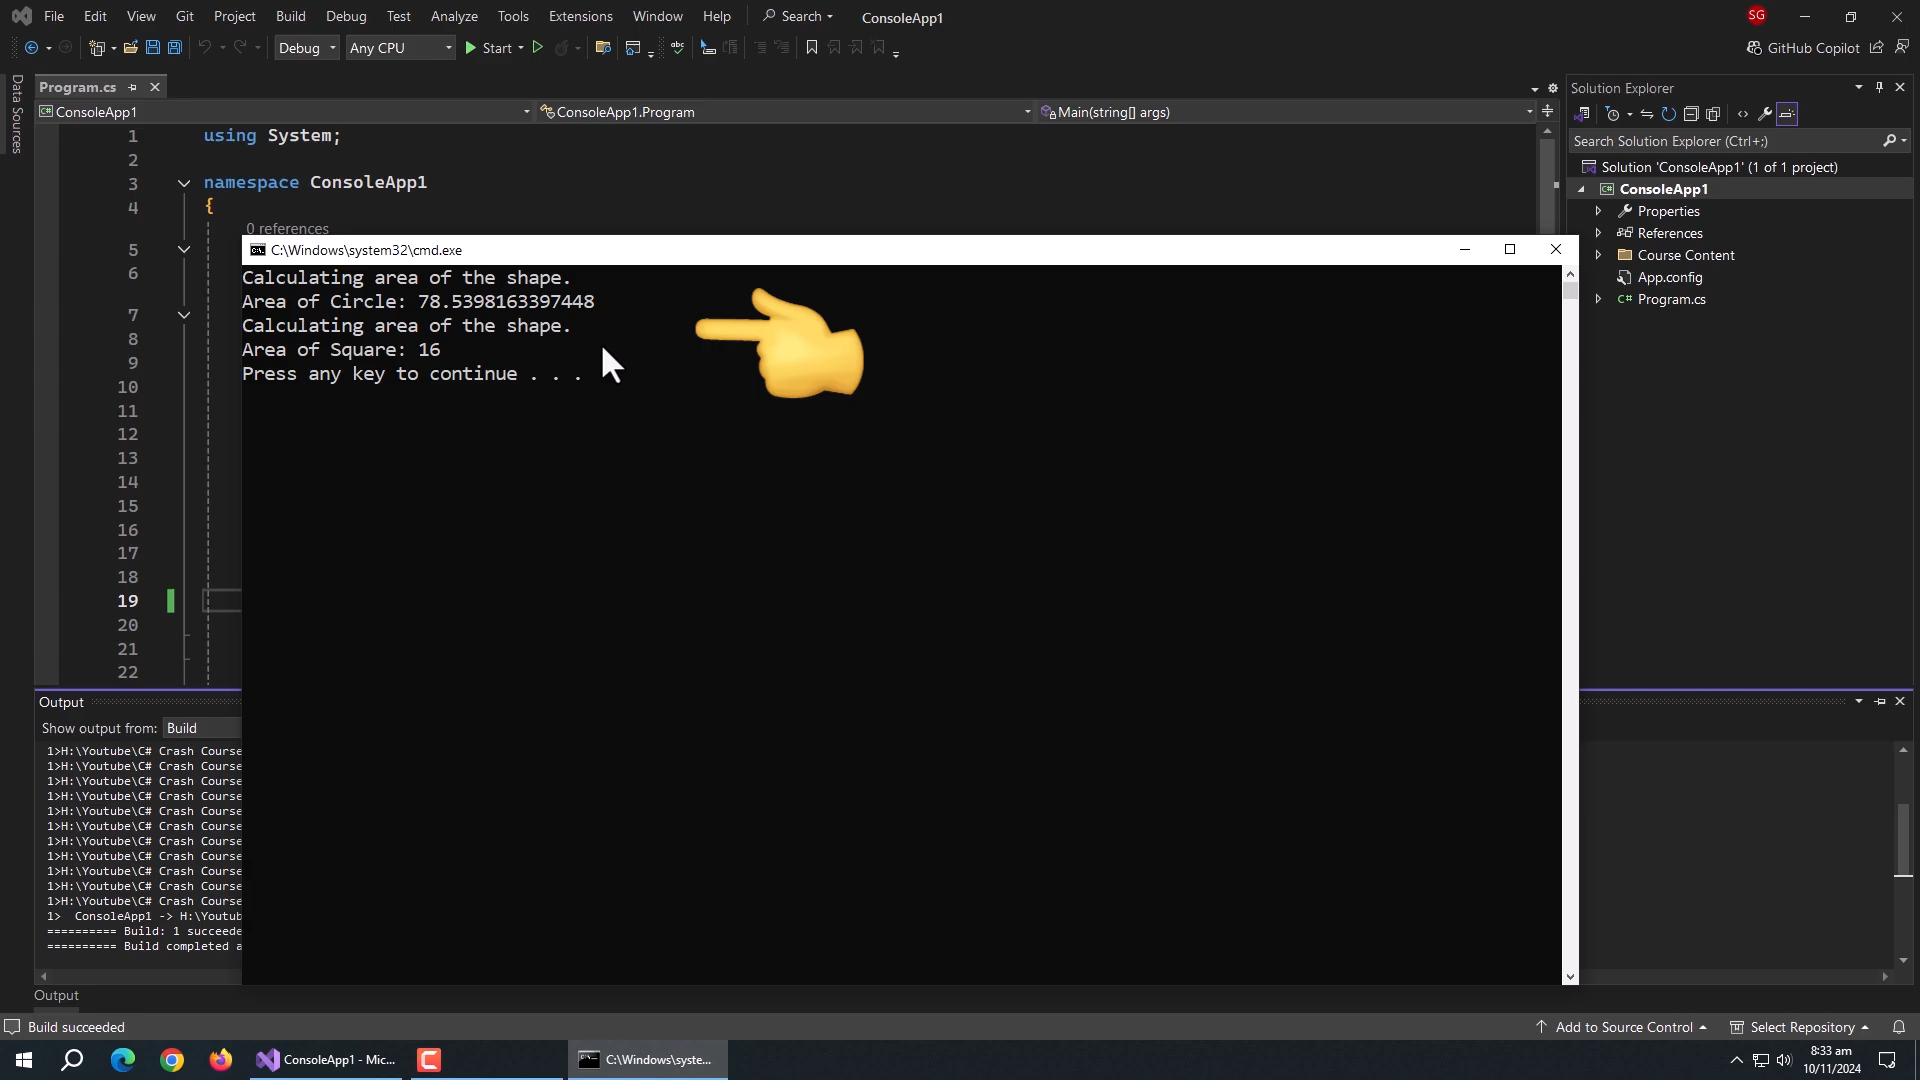 File Edit View Git Project Build Debug Test Analyze Tools Extensions Window Help Search ConsoleApp1 SG
Debug Any CPU Start GitHub Copilot
Data Sources
Program.cs
ConsoleApp1 ConsoleApp1.Program Main(string[] args)
1 using System;
2
3 namespace ConsoleApp1
4 {
0 references
5
6
7
8
9
10
11
12
13
14
15
16
17
18
19
20
21
22
C:\Windows\system32\cmd.exe
Calculating area of the shape.
Area of Circle: 78.5398163397448
Calculating area of the shape.
Area of Square: 16
Press any key to continue . . .
Solution Explorer
Search Solution Explorer (Ctrl+;)
Solution 'ConsoleApp1' (1 of 1 project)
ConsoleApp1
Properties
References
Course Content
App.config
Program.cs
Output
Show output from: Build
1>H:\Youtube\C# Crash Course
1>H:\Youtube\C# Crash Course
1>H:\Youtube\C# Crash Course
1>H:\Youtube\C# Crash Course
1>H:\Youtube\C# Crash Course
1>H:\Youtube\C# Crash Course
1>H:\Youtube\C# Crash Course
1>H:\Youtube\C# Crash Course
1>H:\Youtube\C# Crash Course
1>H:\Youtube\C# Crash Course
1>H:\Youtube\C# Crash Course
1> ConsoleApp1 -> H:\Youtub
========== Build: 1 succeede
========== Build completed a
Output
Build succeeded Add to Source Control Select Repository
ConsoleApp1 - Mic... C:\Windows\syste... 8:33 am
10/11/2024